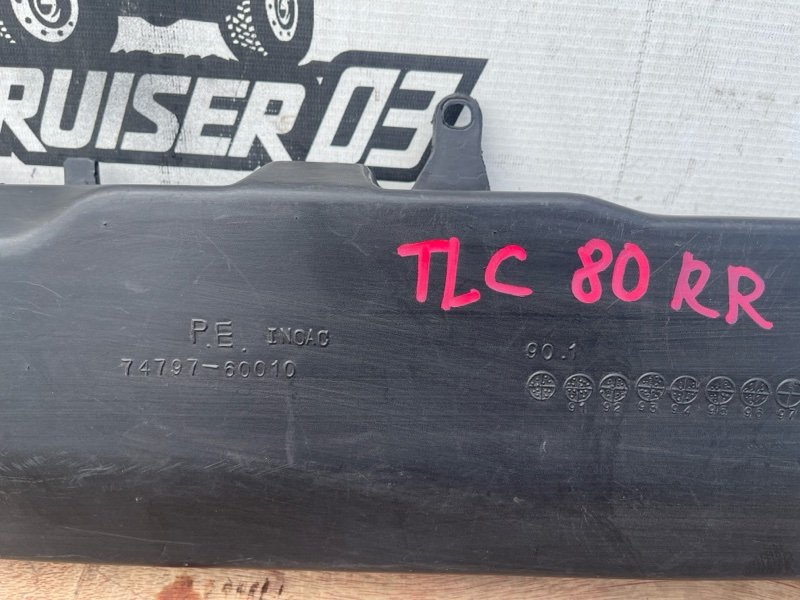 RUISER 03
TLC 80 RR
P.E. INOAC
74797-60010
90.1
91 92 93 94 95 96 97